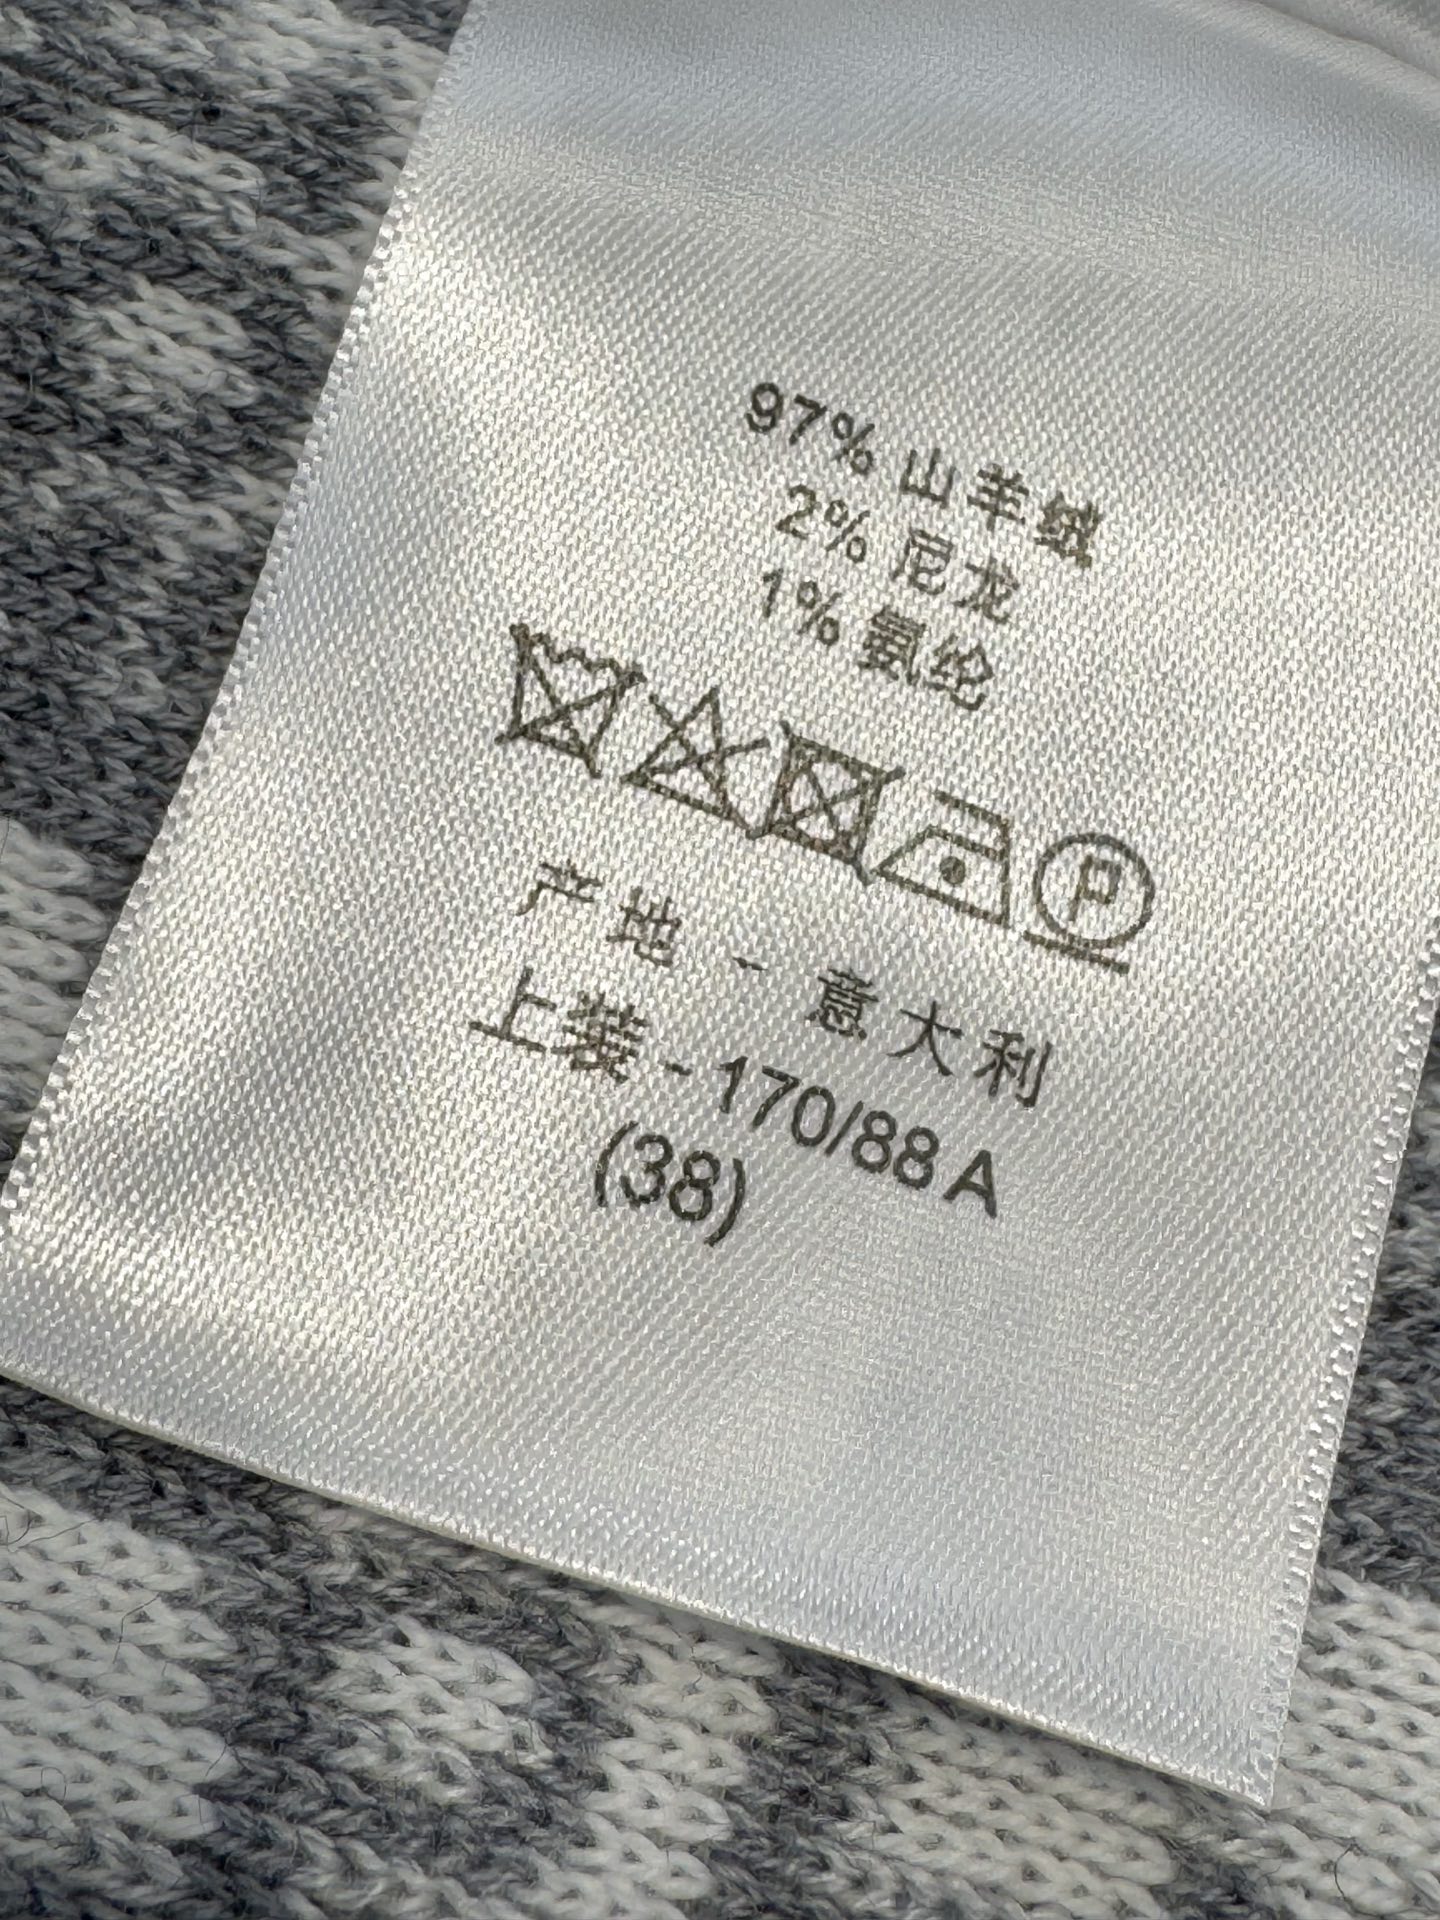 97% 山羊绒
2% 尼龙
1% 氨纶
P
产地 - 意大利
上装 - 170/88 A
(38)